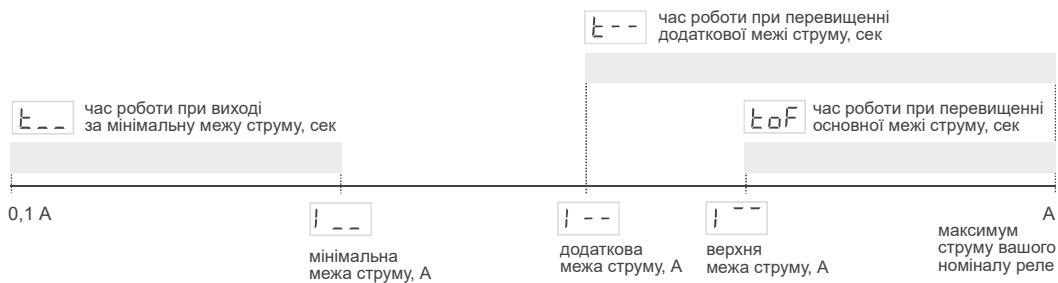 t--
час роботи при перевищенні
додаткової межі струму, сек
t__
час роботи при виході
за мінімальну межу струму, сек
toF
час роботи при перевищенні
основної межі струму, сек
0,1 А
I __
мінімальна
межа струму, А
I --
додаткова
межа струму, А
I ¯¯
верхня
межа струму, А
А
максимум
струму вашого
номіналу реле